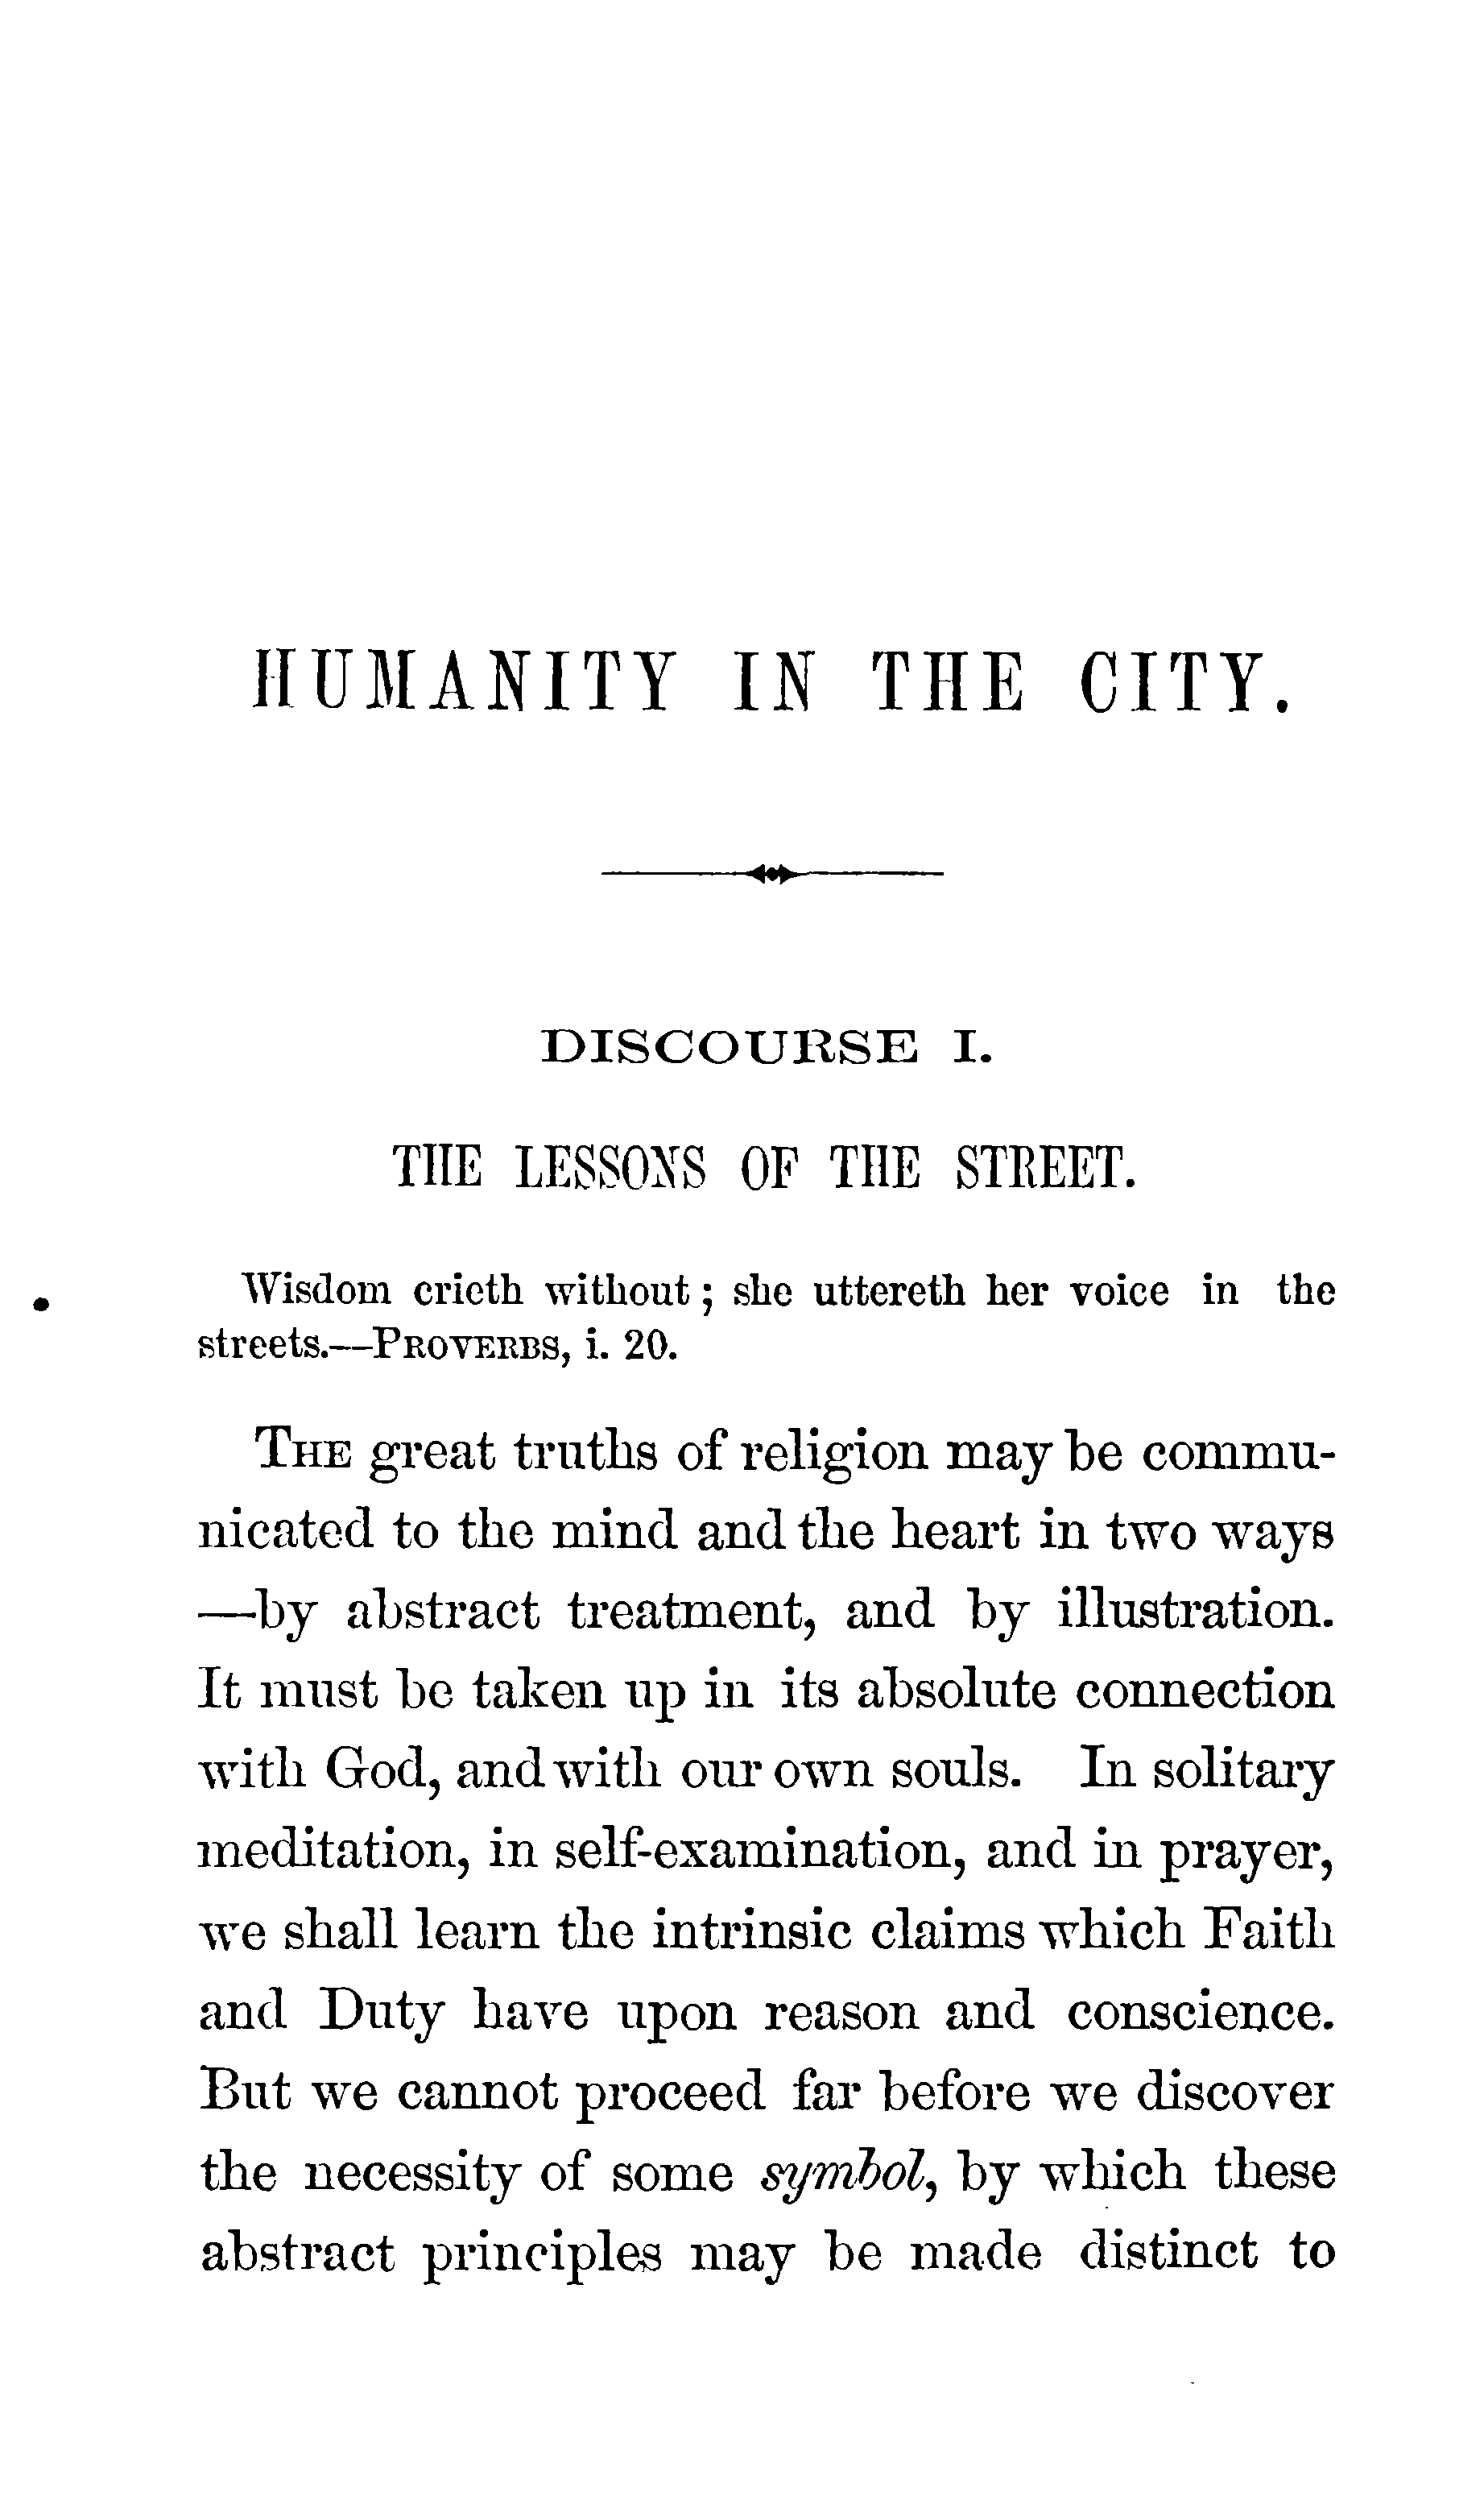 HUMANITY IN THE CITY.
DISCOURSE I.
THE LESSONS OF THE STREET.
Wisdom crieth without; she uttereth her voice in the
streets.—PROVERBS, i. 20.
THE great truths of religion may be commu-
nicated to the mind and the heart in two ways
—by abstract treatment, and by illustration.
It must be taken up in its absolute connection
with God, and with our own souls. In solitary
meditation, in self-examination, and in prayer,
we shall learn the intrinsic claims which Faith
and Duty have upon reason and conscience.
But we cannot proceed far before we discover
the necessity of some symbol, by which these
abstract principles may be made distinct to